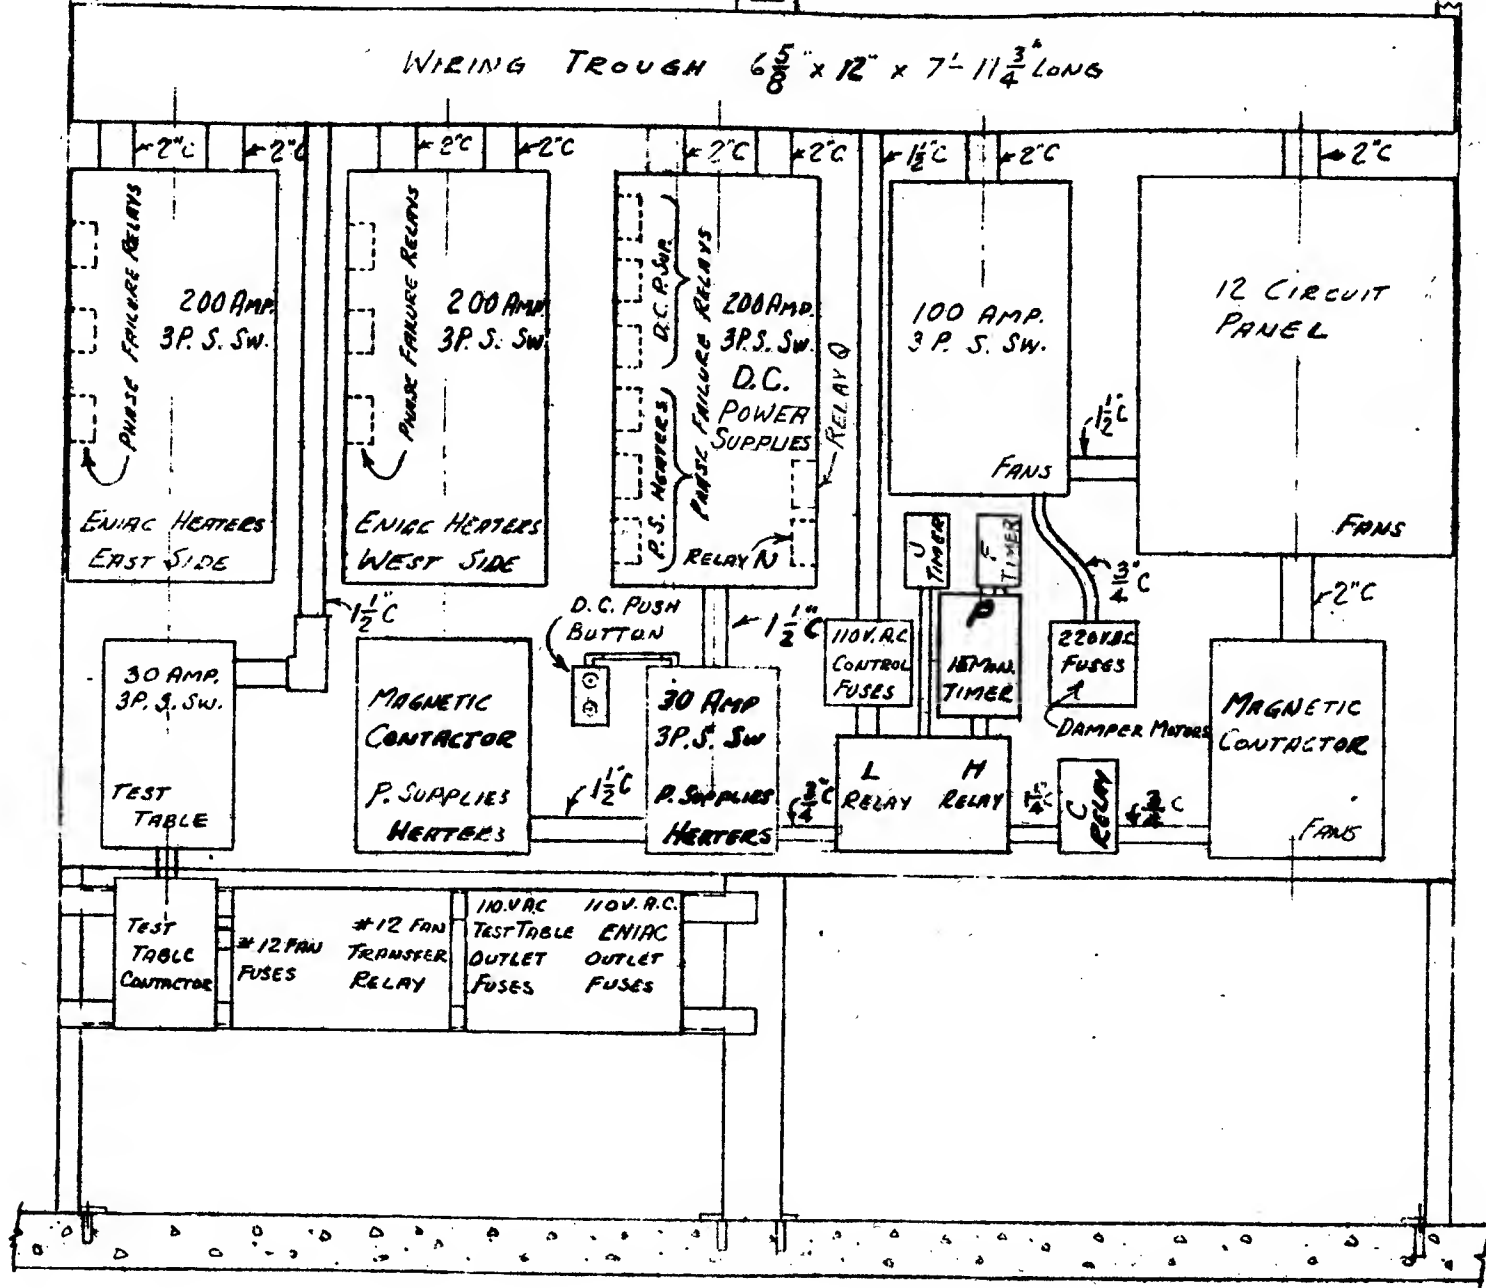 WIRING TROUGH 6 5/8" x 12" x 7'-11 3/4" LONG
2"C
2"C
2"C
2"C
2"C
2"C
1 1/2"C
2"C
2"C
PHASE FAILURE RELAYS
200 AMP.
3P. S. SW.
ENIAC HEATERS
EAST SIDE
PHASE FAILURE RELAYS
200 AMP.
3P. S. SW.
ENIAC HEATERS
WEST SIDE
D.C. P. SUP.
P.S. HEATERS
PHASE FAILURE RELAYS
200 AMP.
3P.S. SW.
D.C.
POWER
SUPPLIES
RELAY N
RELAY Q
100 AMP.
3 P. S. SW.
FANS
1 1/2"C
12 CIRCUIT
PANEL
FANS
1 1/2"C
30 AMP.
3P. S. SW.
TEST
TABLE
MAGNETIC
CONTACTOR
P. SUPPLIES
HEATERS
1 1/2"C
D.C. PUSH
BUTTON
1 1/2"C
30 AMP
3P.S. SW
P. SUPPLIES
HEATERS
3/4"C
110V.A.C
CONTROL
FUSES
J
TIMER
F
TIMER
P
TIMER
3/4"C
220V.AC
FUSES
DAMPER MOTORS
2"C
L
RELAY
H
RELAY
C
RELAY
3/4 C
MAGNETIC
CONTACTOR
FANS
TEST
TABLE
CONTACTOR
#12 FAN
FUSES
#12 FAN
TRANSFER
RELAY
110.V.AC
TEST TABLE
OUTLET
FUSES
110V.A.C.
ENIAC
OUTLET
FUSES